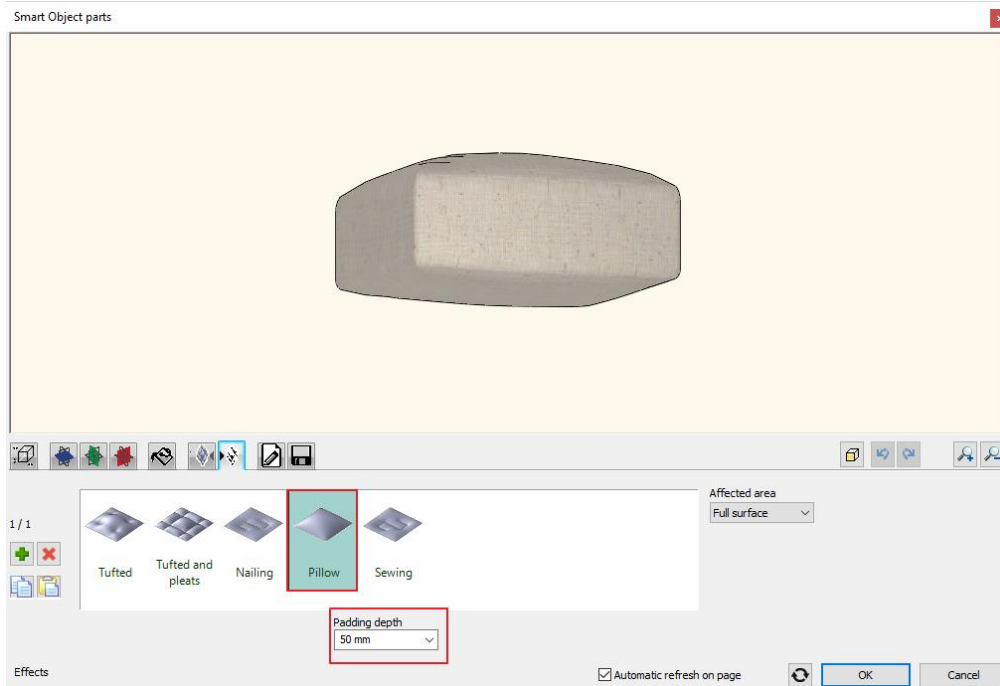 Smart Object parts
Affected area
Full surface
1 / 1
Tufted
Tufted and
pleats
Nailing
Pillow
Sewing
Padding depth
50 mm
Effects
Automatic refresh on page
OK
Cancel